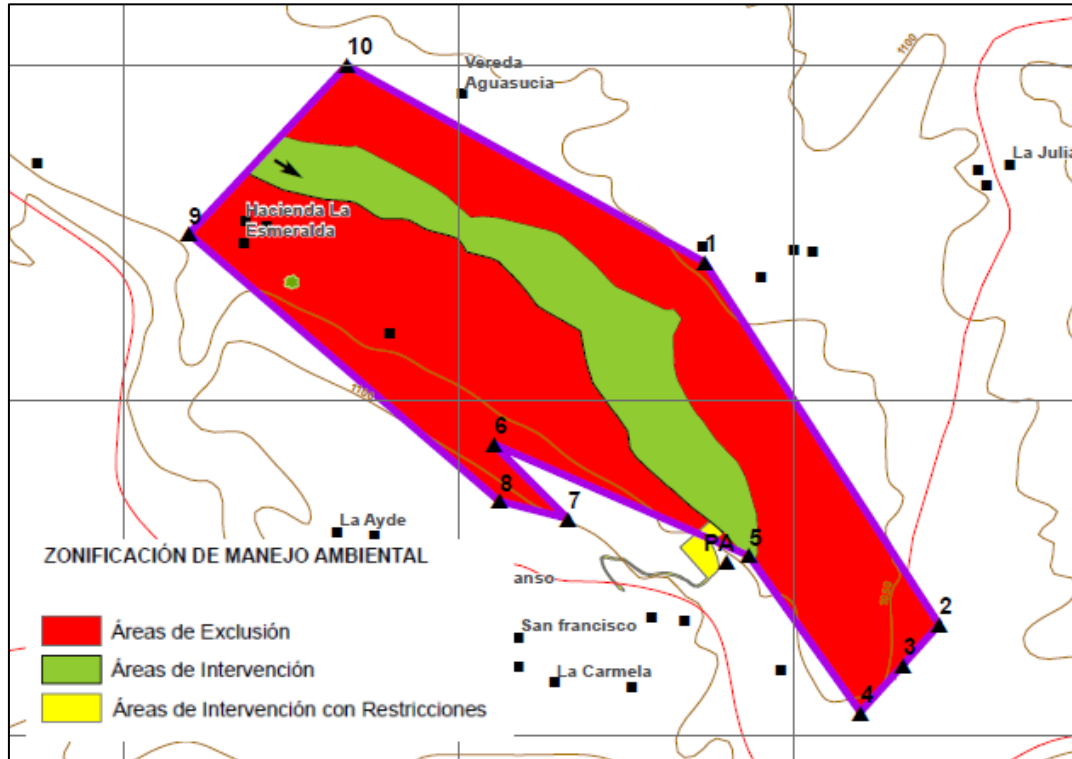 10
Vereda
Aguasucia
1100
La Julia
9
Hacienda La
Esmeralda
1
1100
6
8
7
La Ayde
PA
5
1050
2
3
4
anso
San francisco
La Carmela
ZONIFICACIÓN DE MANEJO AMBIENTAL
Áreas de Exclusión
Áreas de Intervención
Áreas de Intervención con Restricciones